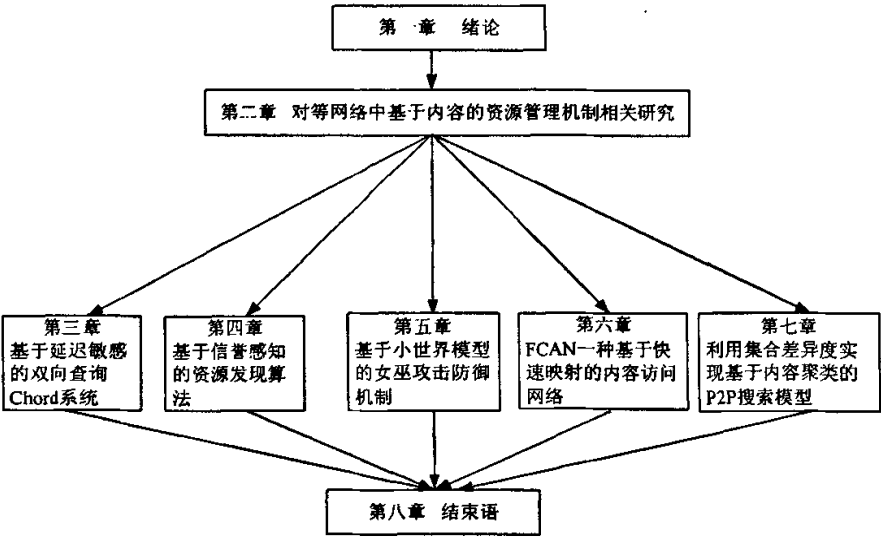 第一章 绪论
第二章 对等网络中基于内容的资源管理机制相关研究
第三章
基于延迟敏感
的双向查询
Chord系统
第四章
基于信誉感知
的资源发现算
法
第五章
基于小世界模型
的女巫攻击防御
机制
第六章
FCAN一种基于快
速映射的内容访问
网络
第七章
利用集合差异度实
现基于内容聚类的
P2P搜索模型
第八章 结束语